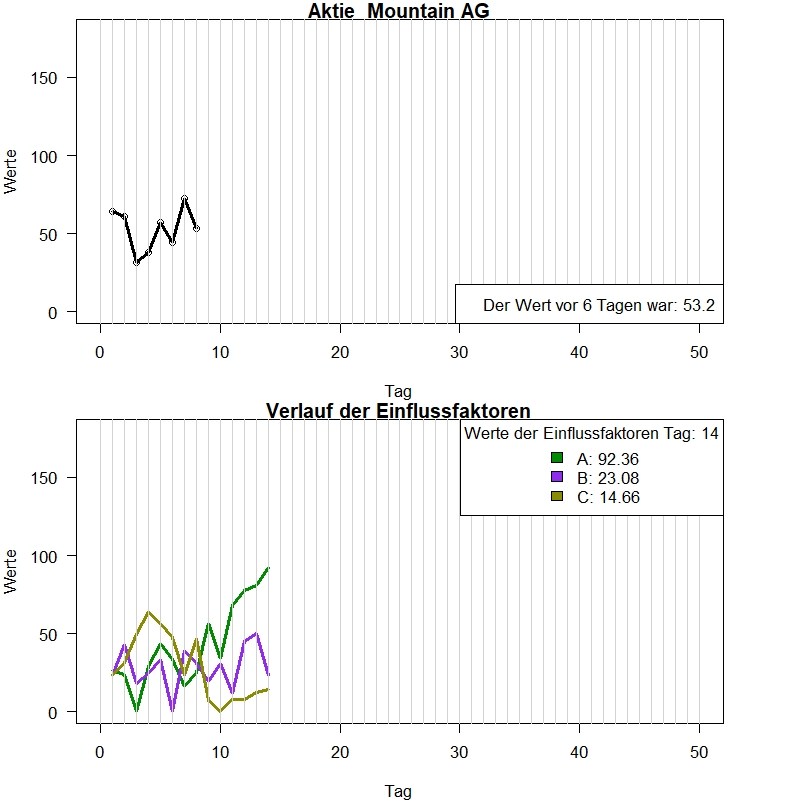 Aktie  Mountain AG
Werte
150
100
50
0
Der Wert vor 6 Tagen war: 53.2
0 10 20 30 40 50
Tag
Verlauf der Einflussfaktoren
Werte
150
100
50
0
Werte der Einflussfaktoren Tag: 14
A: 92.36
B: 23.08
C: 14.66
0 10 20 30 40 50
Tag